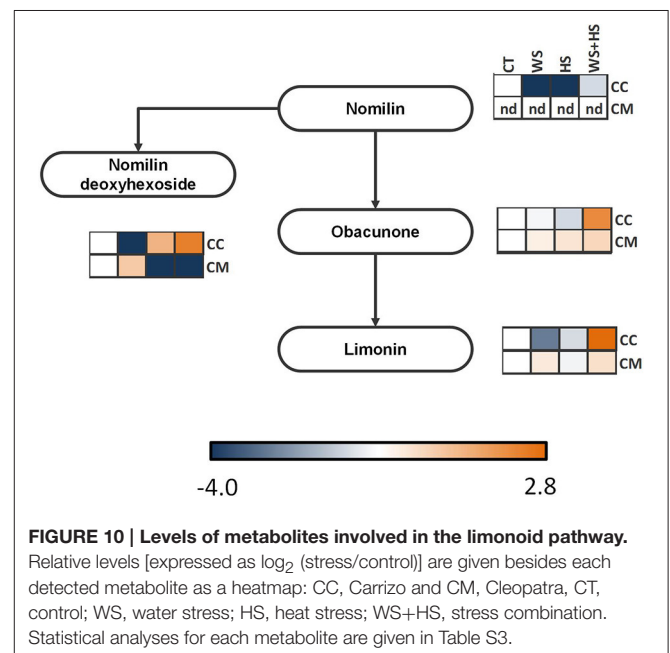 CT WS HS WS+HS
CC
nd nd nd nd CM
Nomilin
Nomilin
deoxyhexoside
CC
CM
Obacunone
CC
CM
Limonin
CC
CM
-4.0 2.8
FIGURE 10 | Levels of metabolites involved in the limonoid pathway.
Relative levels [expressed as log2 (stress/control)] are given besides each
detected metabolite as a heatmap: CC, Carrizo and CM, Cleopatra, CT,
control; WS, water stress; HS, heat stress; WS+HS, stress combination.
Statistical analyses for each metabolite are given in Table S3.